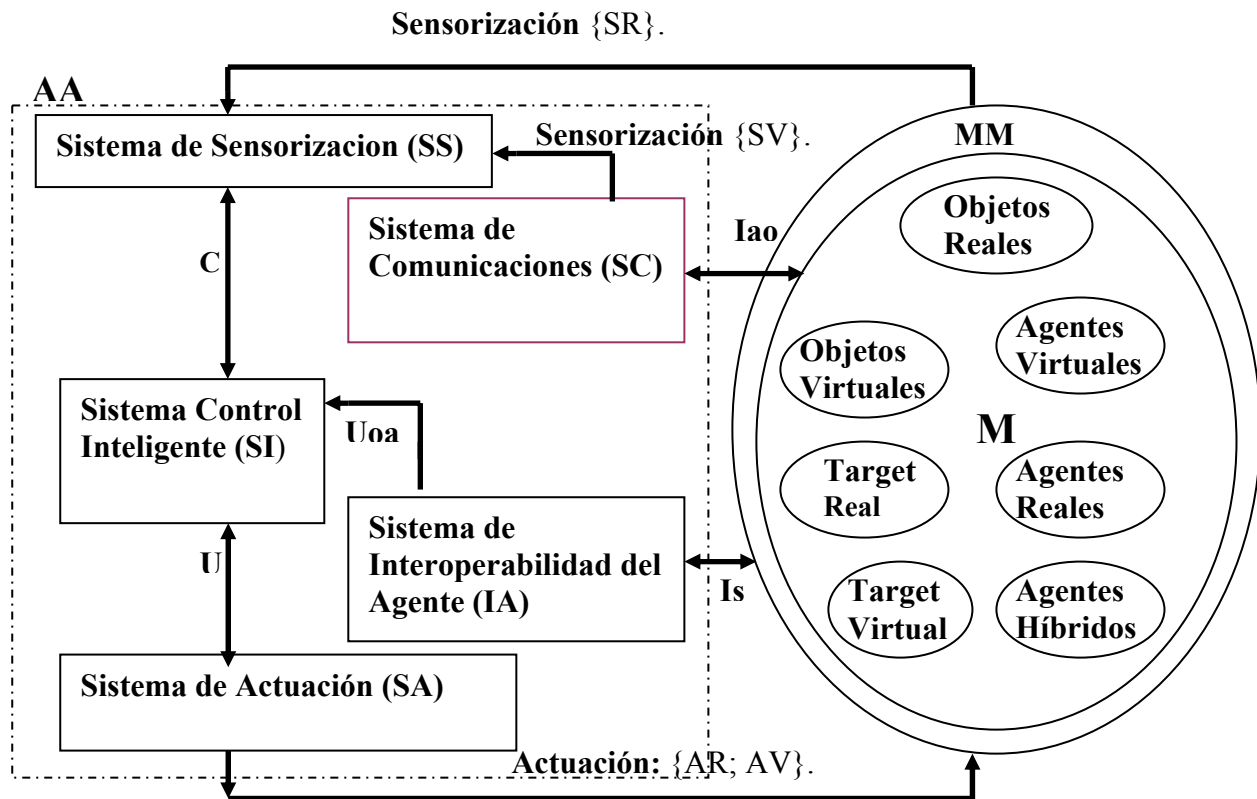 Sensorización {SR}.
AA
Sistema de Sensorizacion (SS)
Sensorización {SV}.
MM
Objetos
Reales
Sistema de
Comunicaciones (SC)
Iao
C
Agentes
Virtuales
Objetos
Virtuales
Sistema Control
Inteligente (SI)
Uoa
M
Target
Real
Agentes
Reales
Sistema de
Interoperabilidad del
Agente (IA)
U
Is
Target
Virtual
Agentes
Híbridos
Sistema de Actuación (SA)
Actuación: {AR; AV}.